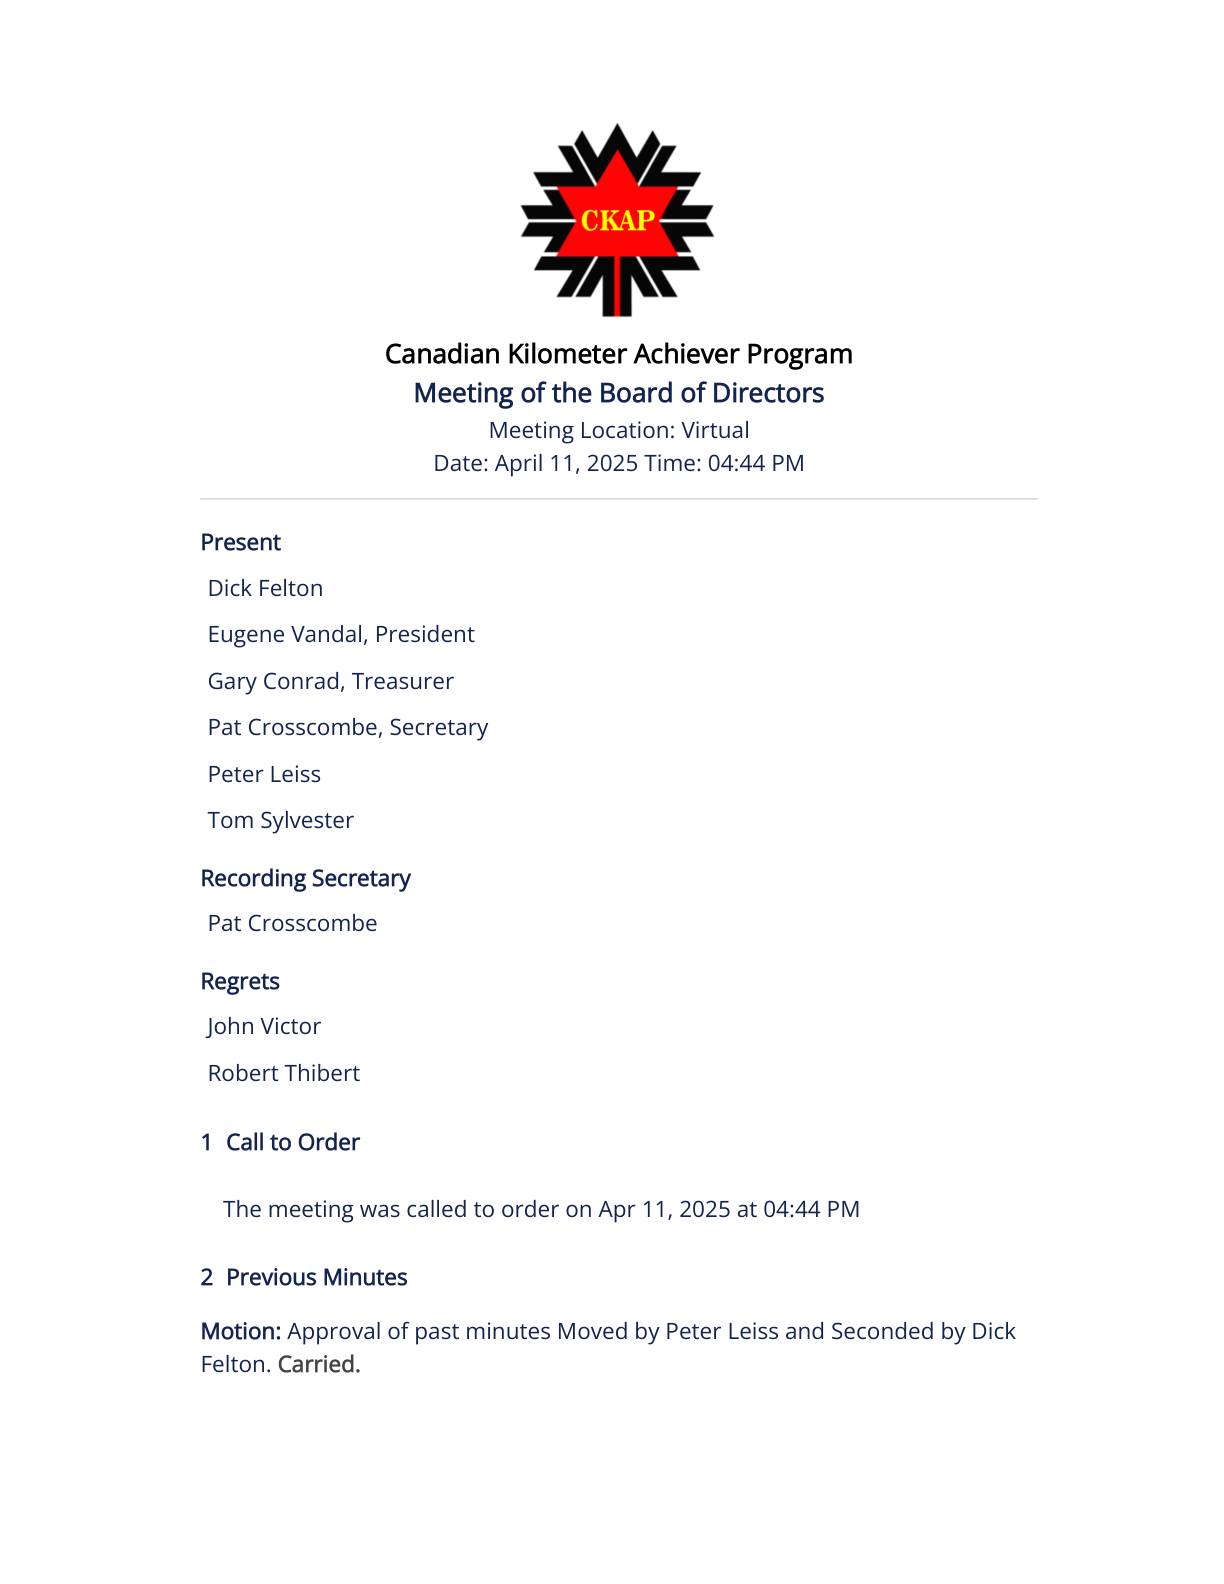 CKAP
Canadian Kilometer Achiever Program
Meeting of the Board of Directors
Meeting Location: Virtual
Date: April 11, 2025 Time: 04:44 PM
Present
Dick Felton
Eugene Vandal, President
Gary Conrad, Treasurer
Pat Crosscombe, Secretary
Peter Leiss
Tom Sylvester
Recording Secretary
Pat Crosscombe
Regrets
John Victor
Robert Thibert
1 Call to Order
The meeting was called to order on Apr 11, 2025 at 04:44 PM
2 Previous Minutes
Motion: Approval of past minutes Moved by Peter Leiss and Seconded by Dick
Felton. Carried.